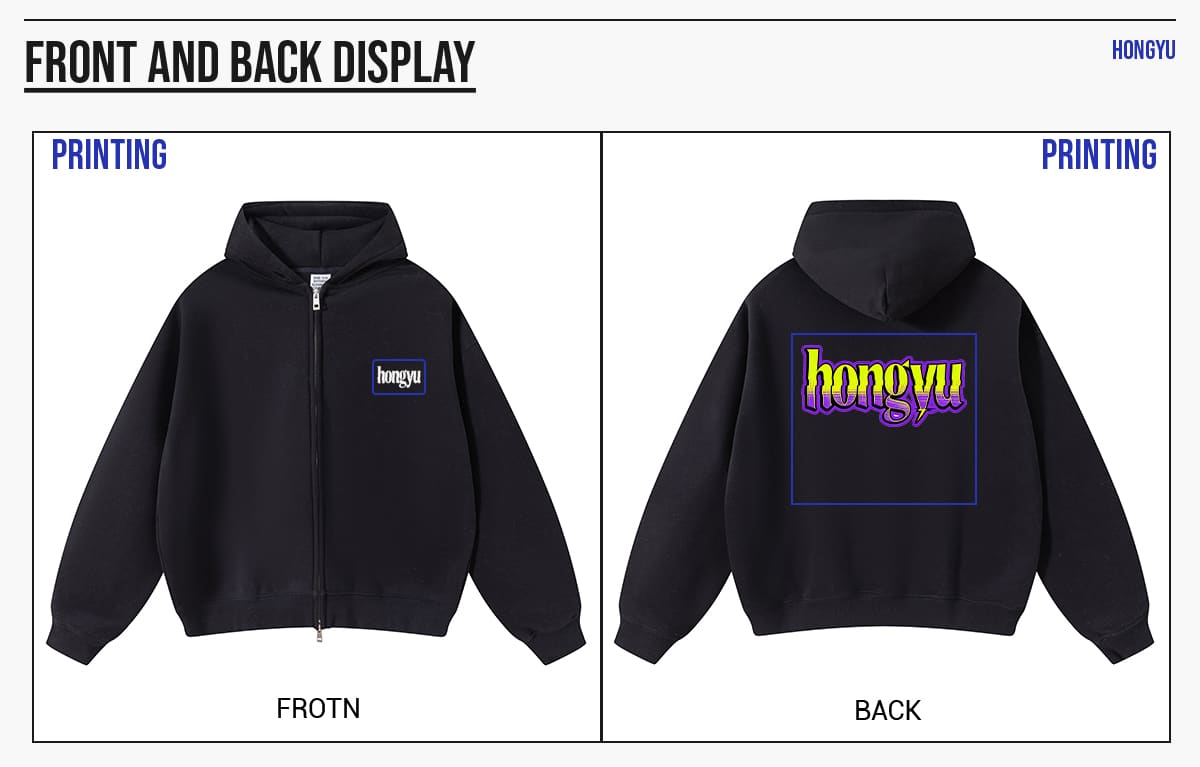 FRONT AND BACK DISPLAY
HONGYU
PRINTING
PRINTING
hongyu
hongyu
FROTN
BACK